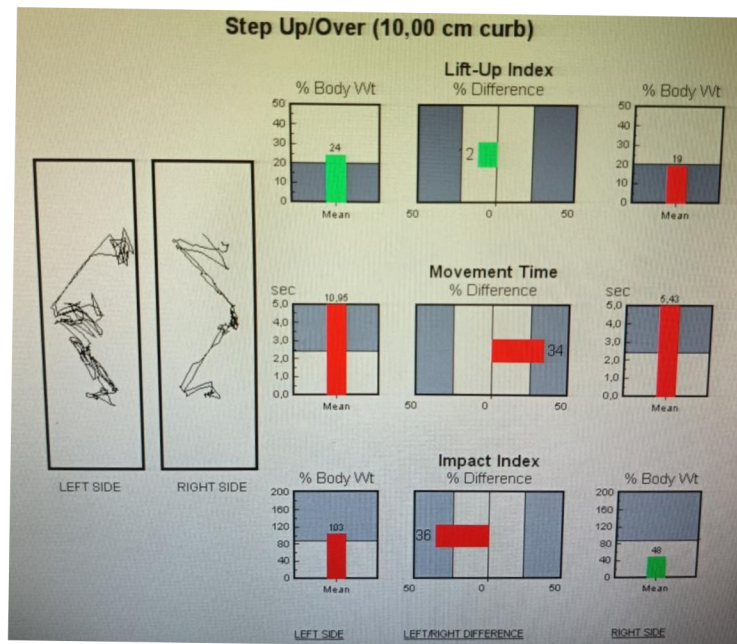 Step Up/Over (10,00 cm curb)
Lift-Up Index
% Body Wt
% Difference
% Body Wt
50
40
30
20
10
0
24
Mean
12
50
0
50
50
40
30
20
10
0
19
Mean
Movement Time
sec
% Difference
sec
5,0
4,0
3,0
2,0
1,0
0,0
10,95
Mean
34
50
0
50
5,0
4,0
3,0
2,0
1,0
0,0
5,43
Mean
LEFT SIDE
RIGHT SIDE
Impact Index
% Body Wt
% Difference
% Body Wt
200
160
120
80
40
0
103
Mean
36
50
0
50
200
160
120
80
40
0
48
Mean
LEFT SIDE
LEFT/RIGHT DIFFERENCE
RIGHT SIDE